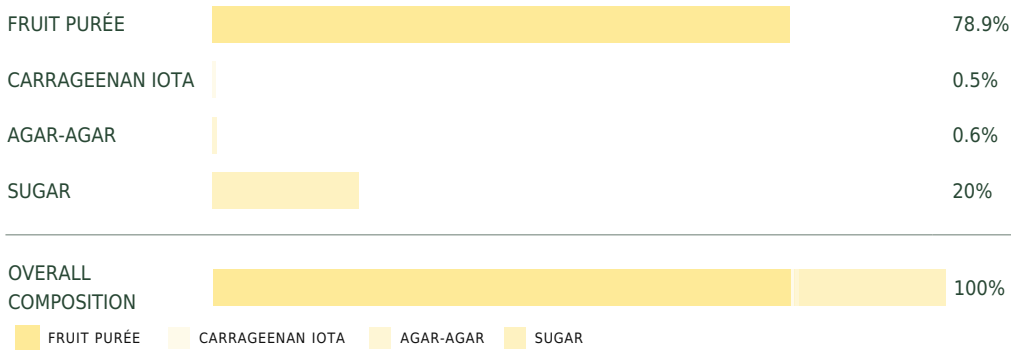 FRUIT PURÉE 78.9%
CARRAGEENAN IOTA 0.5%
AGAR-AGAR 0.6%
SUGAR 20%
OVERALL
COMPOSITION 100%
FRUIT PURÉE CARRAGEENAN IOTA AGAR-AGAR SUGAR